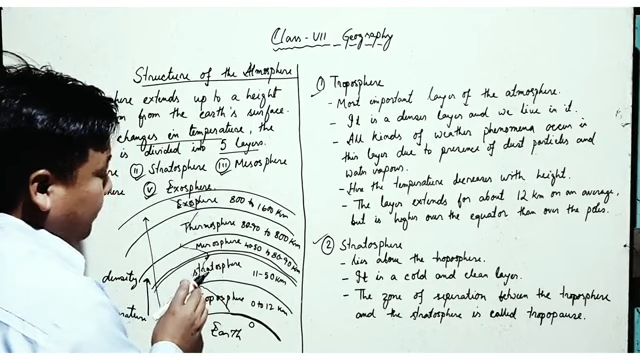 Class-VII Geography
Structure of the Atmosphere
extends up to a height
from the earth's surface.
changes in temperature, the
is divided into 5 layers.
(ii) Stratosphere (iii) Mesosphere
(v) Exosphere
Exosphere 800 to 1600 Km
Thermosphere 80-90 to 800 Km
Mesosphere 40-50 to 80-90 Km
stratosphere 11-50 Km
0 to 12 Km
density
Earth 0
1) Troposphere
- Most important layer of the atmosphere.
- It is a denser layer and we live in it.
- All kinds of weather phenomena occurs in
this layer due to presence of dust particles and
water vapour.
- Here the temperature decreases with height.
- The layer extends for about 12 km on an average,
but is higher over the equator than over the poles.
2) Stratosphere
- Lies above the troposphere.
- It is a cold and clean layer.
- The zone of seperation between the troposphere
and the stratosphere is called tropopause.